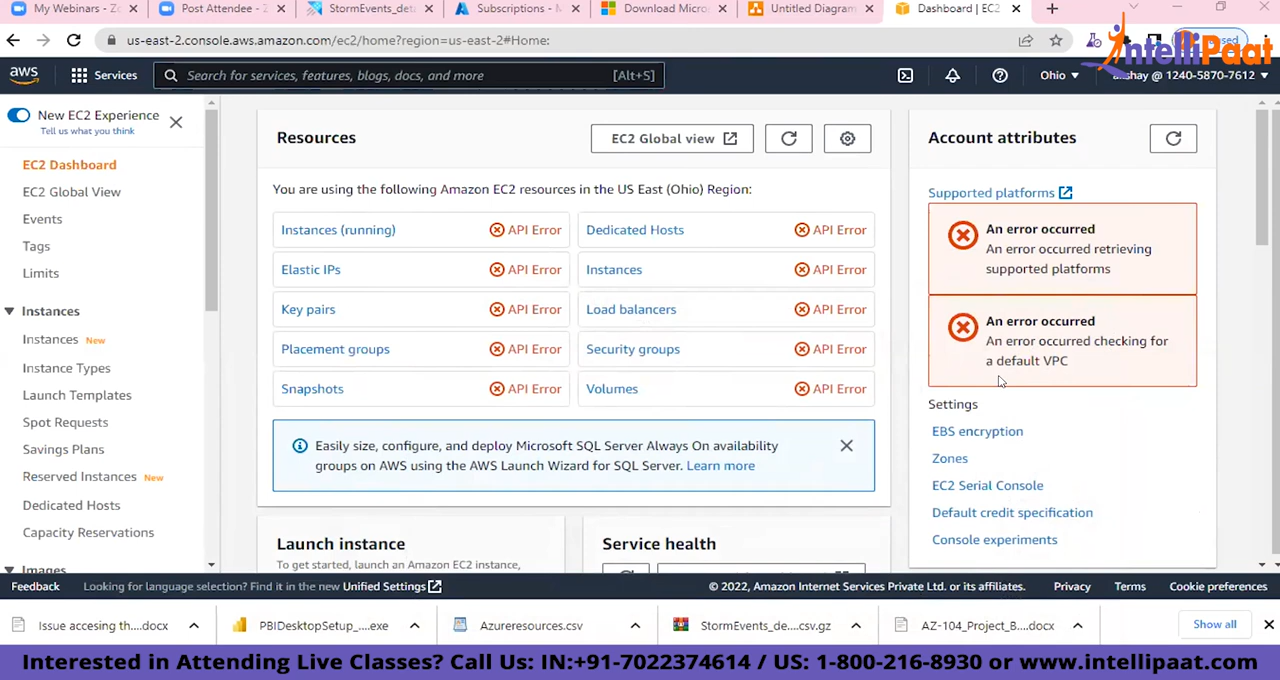 My Webinars - Zo
Post Attendee - Z
StormEvents_deta
Subscriptions - M
Download Micros
Untitled Diagram
Dashboard | EC2
us-east-2.console.aws.amazon.com/ec2/home?region=us-east-2#Home:
IntelliPaat
aws
Services
Search for services, features, blogs, docs, and more
[Alt+S]
Ohio
akshay @ 1240-5870-7612
New EC2 Experience
Tell us what you think
EC2 Dashboard
EC2 Global View
Events
Tags
Limits
Instances
Instances New
Instance Types
Launch Templates
Spot Requests
Savings Plans
Reserved Instances New
Dedicated Hosts
Capacity Reservations
Images
Resources
EC2 Global view
You are using the following Amazon EC2 resources in the US East (Ohio) Region:
Instances (running) API Error
Dedicated Hosts API Error
Elastic IPs API Error
Instances API Error
Key pairs API Error
Load balancers API Error
Placement groups API Error
Security groups API Error
Snapshots API Error
Volumes API Error
Easily size, configure, and deploy Microsoft SQL Server Always On availability
groups on AWS using the AWS Launch Wizard for SQL Server. Learn more
Launch instance
To get started, launch an Amazon EC2 instance,
Service health
Account attributes
Supported platforms
An error occurred
An error occurred retrieving
supported platforms
An error occurred
An error occurred checking for
a default VPC
Settings
EBS encryption
Zones
EC2 Serial Console
Default credit specification
Console experiments
Feedback
Looking for language selection? Find it in the new Unified Settings
© 2022, Amazon Internet Services Private Ltd. or its affiliates.
Privacy
Terms
Cookie preferences
Issue accesing th....docx
PBIDesktopSetup_....exe
Azureresources.csv
StormEvents_de....csv.gz
AZ-104_Project_B....docx
Show all
Interested in Attending Live Classes? Call Us: IN:+91-7022374614 / US: 1-800-216-8930 or www.intellipaat.com